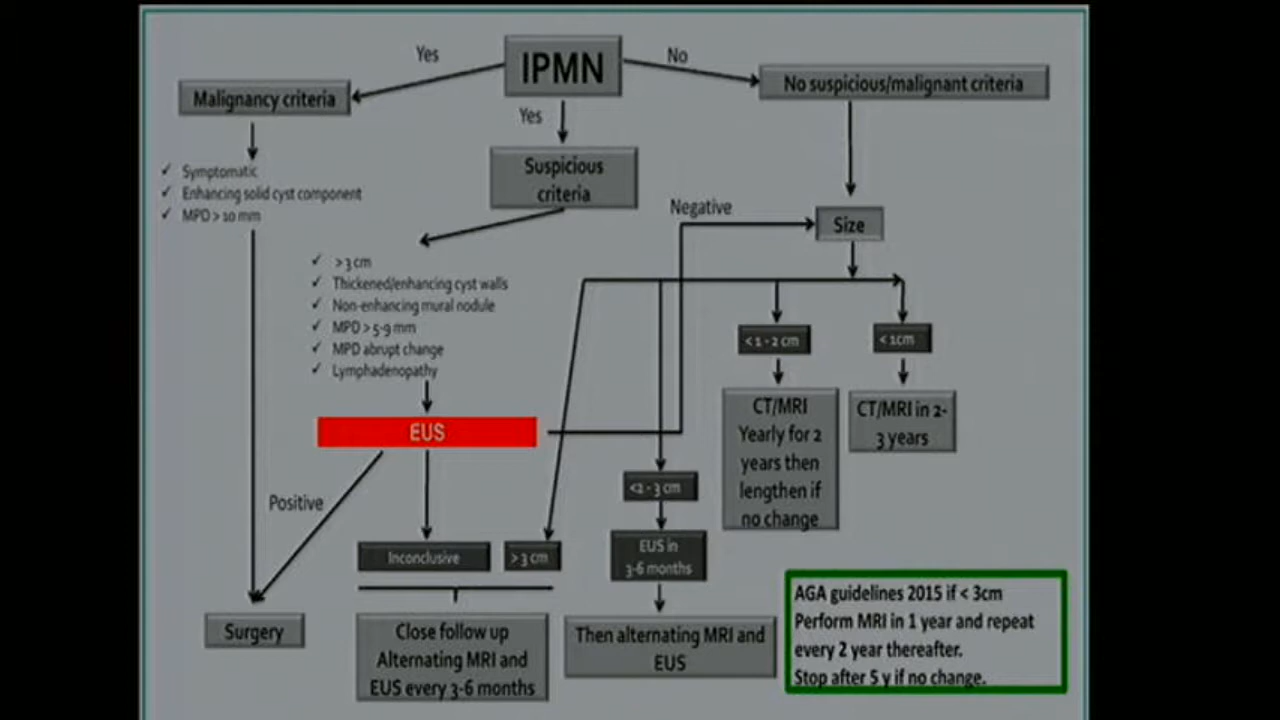 IPMN
Yes
No
Malignancy criteria
No suspicious/malignant criteria
Yes
Suspicious
criteria
✓ Symptomatic
✓ Enhancing solid cyst component
✓ MPD > 10 mm
Negative
Size
✓ > 3 cm
✓ Thickened/enhancing cyst walls
✓ Non-enhancing mural nodule
✓ MPD > 5-9 mm
✓ MPD abrupt change
✓ Lymphadenopathy
< 1 - 2 cm
< 1cm
CT/MRI
Yearly for 2
years then
lengthen if
no change
CT/MRI in 2-
3 years
EUS
Positive
<2 - 3 cm
Inconclusive
> 3 cm
EUS in
3-6 months
Surgery
Close follow up
Alternating MRI and
EUS every 3-6 months
Then alternating MRI and
EUS
AGA guidelines 2015 if < 3cm
Perform MRI in 1 year and repeat
every 2 year thereafter.
Stop after 5 y if no change.